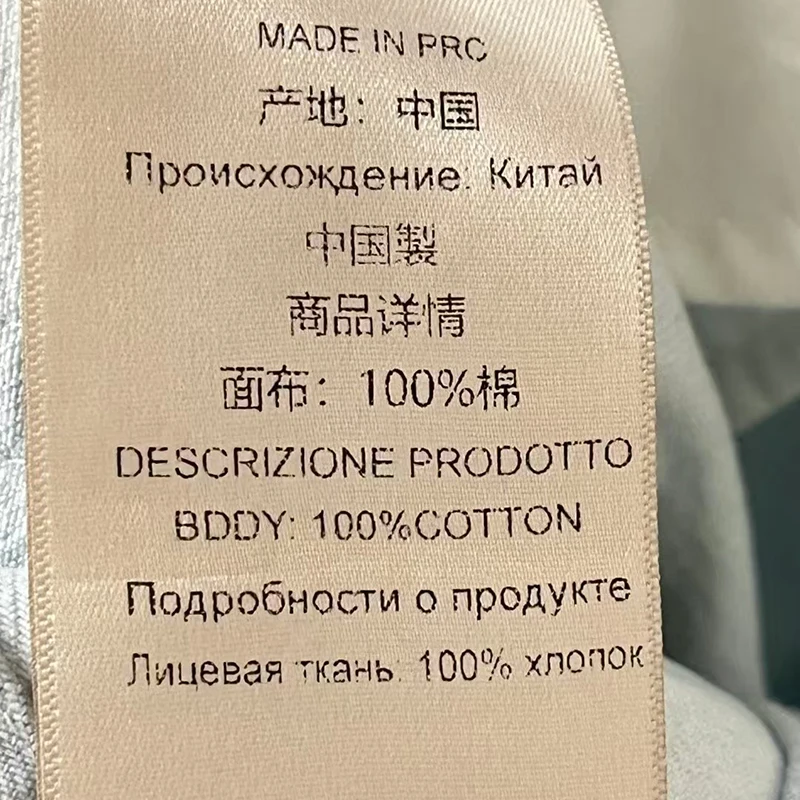 MADE IN PRC
产地：中国
Происхождение: Китай
中国製
商品详情
面布：100%棉
DESCRIZIONE PRODOTTO
BDDY: 100%COTTON
Подробности о продукте
Лицевая ткань: 100% хлопок